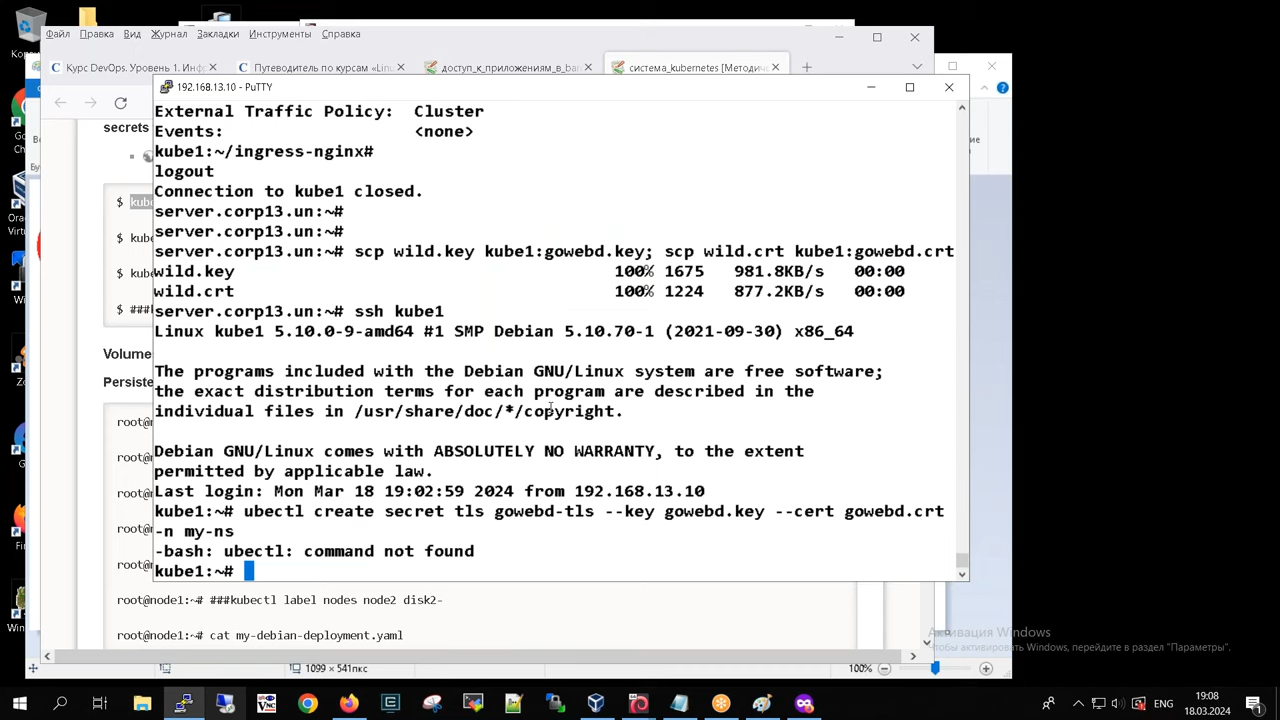 Файл Правка Вид Журнал Закладки Инструменты Справка
Курс DevOps. Уровень 1. Инфс
Путеводитель по курсам «Linu
доступ_к_приложениям_в_bar
система_kubernetes [Методичес
192.168.13.10 - PuTTY
secrets
$ kube
$ kube
$ kube
$ ###k
Volume
Persiste
External Traffic Policy: Cluster
Events: <none>
kube1:~/ingress-nginx#
logout
Connection to kube1 closed.
server.corp13.un:~#
server.corp13.un:~#
server.corp13.un:~# scp wild.key kube1:gowebd.key; scp wild.crt kube1:gowebd.crt
wild.key 100% 1675 981.8KB/s 00:00
wild.crt 100% 1224 877.2KB/s 00:00
server.corp13.un:~# ssh kube1
Linux kube1 5.10.0-9-amd64 #1 SMP Debian 5.10.70-1 (2021-09-30) x86_64
The programs included with the Debian GNU/Linux system are free software;
the exact distribution terms for each program are described in the
individual files in /usr/share/doc/*/copyright.
Debian GNU/Linux comes with ABSOLUTELY NO WARRANTY, to the extent
permitted by applicable law.
Last login: Mon Mar 18 19:02:59 2024 from 192.168.13.10
kube1:~# ubectl create secret tls gowebd-tls --key gowebd.key --cert gowebd.crt
-n my-ns
-bash: ubectl: command not found
kube1:~#
root@node1:~# ###kubectl label nodes node2 disk2-
root@node1:~# cat my-debian-deployment.yaml
Активация Windows
Чтобы активировать Windows, перейдите в раздел "Параметры".
1099 × 541пкс
100%
ENG
19:08
18.03.2024